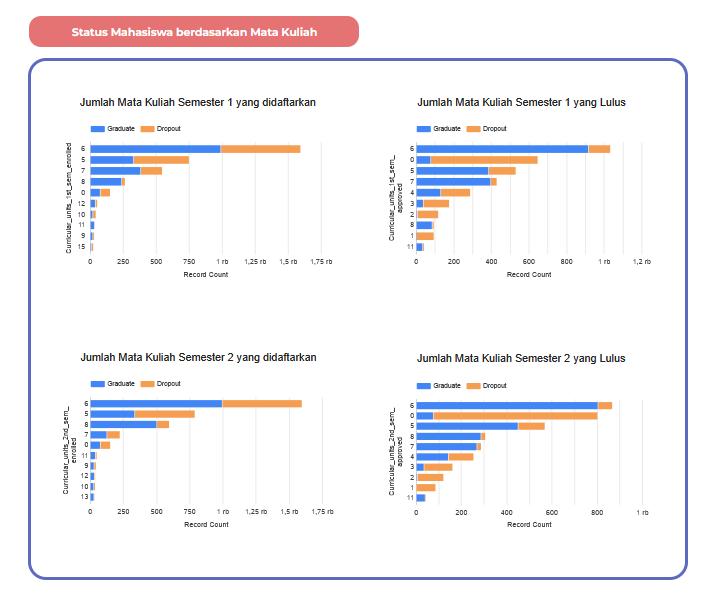 Status Mahasiswa berdasarkan Mata Kuliah
Jumlah Mata Kuliah Semester 1 yang didaftarkan
Graduate Dropout
Curricular_units_1st_sem_enrolled
6
5
7
8
0
12
10
11
9
15
0 250 500 750 1 rb 1,25 rb 1,5 rb 1,75 rb
Record Count
Jumlah Mata Kuliah Semester 1 yang Lulus
Graduate Dropout
Curricular_units_1st_sem_
approved
6
0
5
7
4
3
2
8
1
11
0 200 400 600 800 1 rb 1,2 rb
Record Count
Jumlah Mata Kuliah Semester 2 yang didaftarkan
Graduate Dropout
Curricular_units_2nd_sem_
enrolled
6
5
8
7
0
11
9
12
10
13
0 250 500 750 1 rb 1,25 rb 1,5 rb 1,75 rb
Record Count
Jumlah Mata Kuliah Semester 2 yang Lulus
Graduate Dropout
Curricular_units_2nd_sem_
approved
6
0
5
8
7
4
3
2
1
11
0 200 400 600 800 1 rb
Record Count